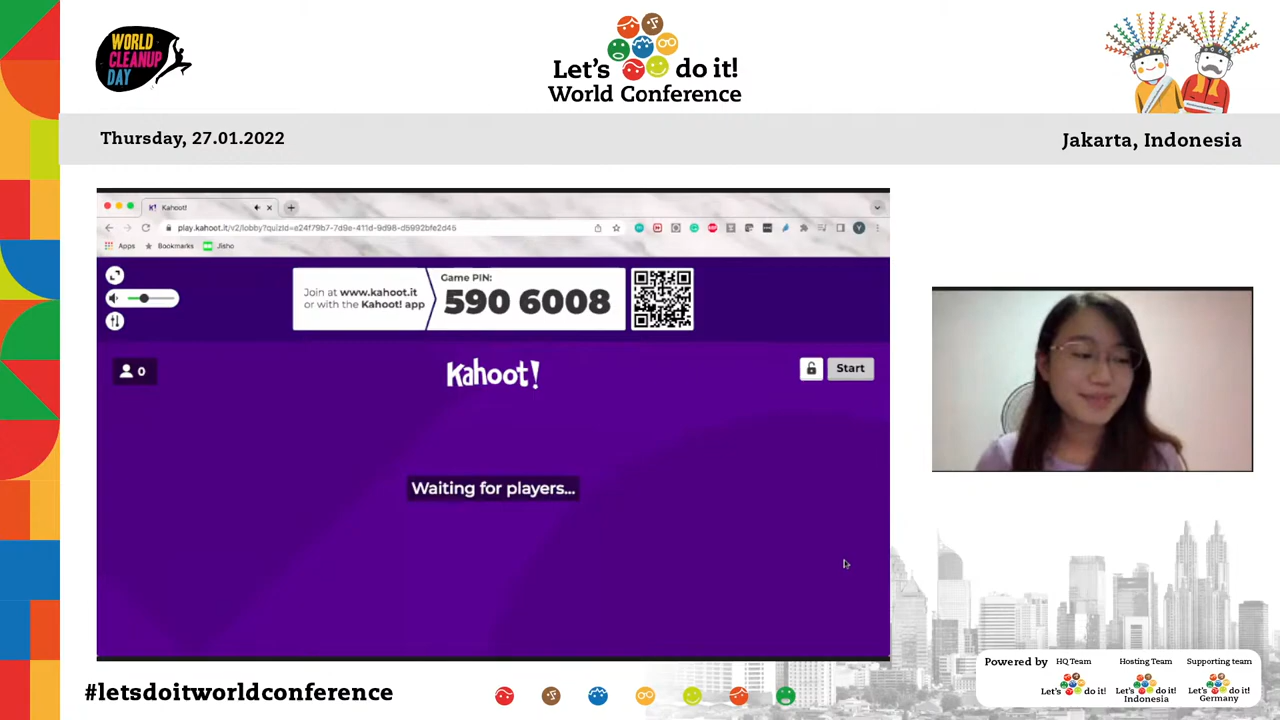 WORLD
CLEANUP
DAY
Let's do it!
World Conference
Thursday, 27.01.2022
Jakarta, Indonesia
K! Kahoot!
play.kahoot.it/v2/lobby?quizId=e24f79b7-7d9e-411d-9d98-d5992bfe2d46
Y
Apps Bookmarks Jisho
Join at www.kahoot.it
or with the Kahoot! app
Game PIN:
590 6008
0
Kahoot!
Start
Waiting for players...
Powered by
HQ Team
Let's do it!
Hosting Team
Let's do it!
Indonesia
Supporting team
Let's do it!
Germany
#letsdoitworldconference